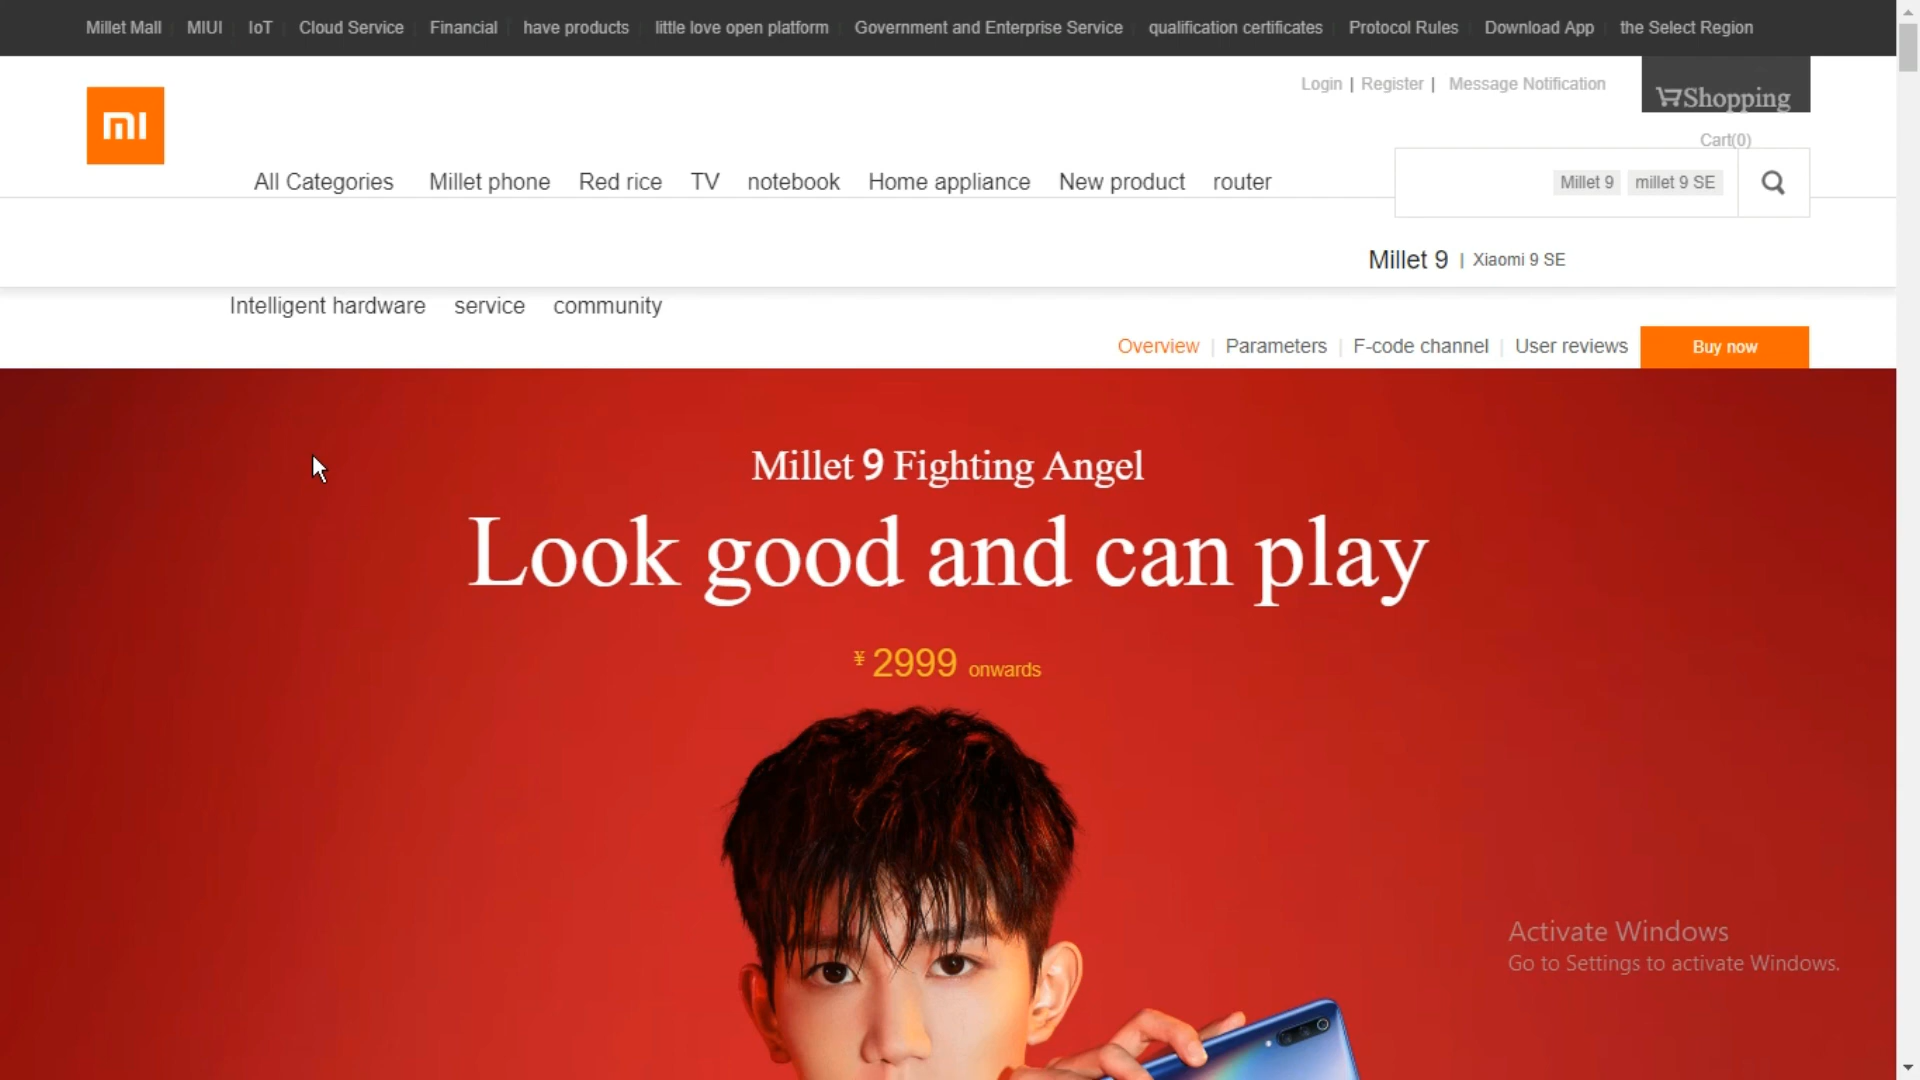 Millet Mall MIUI IoT Cloud Service Financial have products little love open platform Government and Enterprise Service qualification certificates Protocol Rules Download App the Select Region
Login | Register | Message Notification
Shopping
Cart(0)
mi
All Categories Millet phone Red rice TV notebook Home appliance New product router
Millet 9 millet 9 SE
Millet 9 | Xiaomi 9 SE
Intelligent hardware service community
Overview | Parameters | F-code channel | User reviews Buy now
Millet 9 Fighting Angel
Look good and can play
¥ 2999 onwards
Activate Windows
Go to Settings to activate Windows.